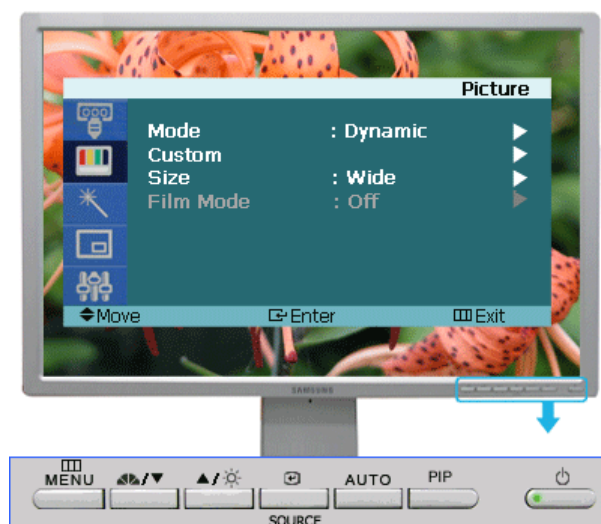 Picture
Mode : Dynamic
Custom
Size : Wide
Film Mode : Off
Move Enter Exit
SAMSUNG
MENU / / AUTO PIP
SOURCE